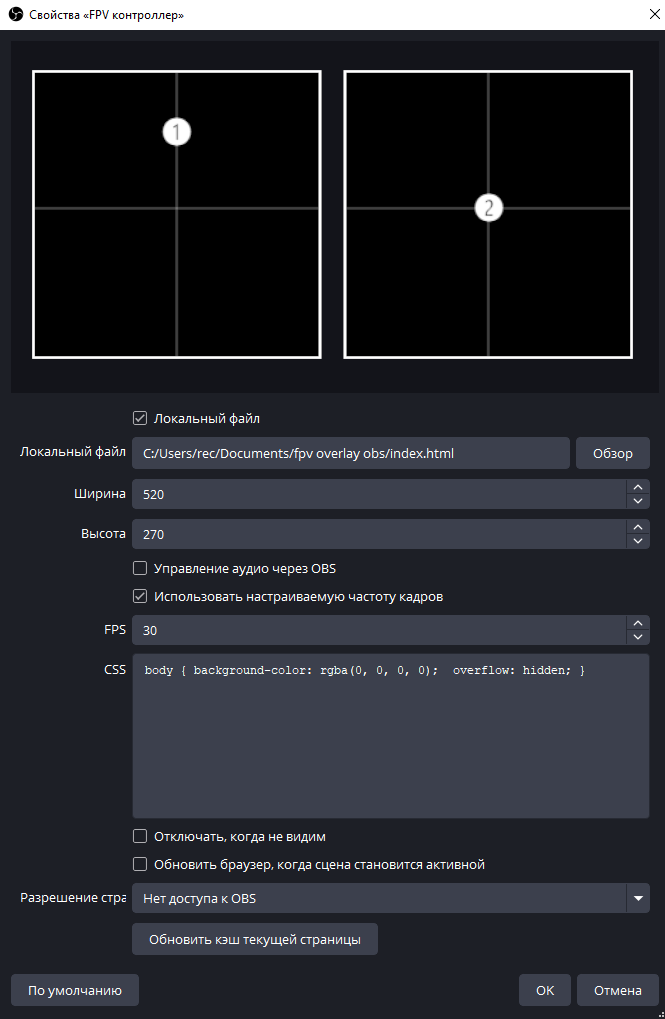 Свойства «FPV контроллер»
1
2
Локальный файл
Локальный файл C:/Users/rec/Documents/fpv overlay obs/index.html Обзор
Ширина 520
Высота 270
Управление аудио через OBS
Использовать настраиваемую частоту кадров
FPS 30
CSS body { background-color: rgba(0, 0, 0, 0); overflow: hidden; }
Отключать, когда не видим
Обновить браузер, когда сцена становится активной
Разрешение стра Нет доступа к OBS
Обновить кэш текущей страницы
По умолчанию OK Отмена